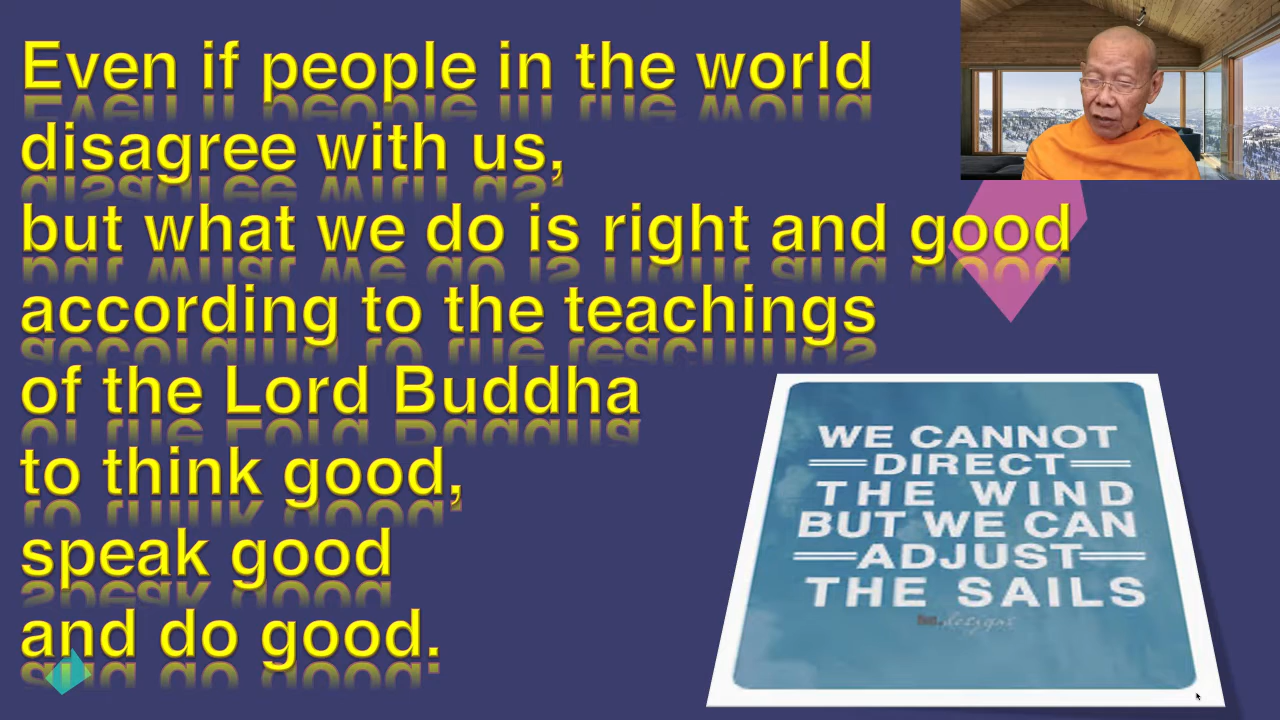 Even if people in the world
disagree with us,
but what we do is right and good
according to the teachings
of the Lord Buddha
to think good,
speak good
and do good.
WE CANNOT
DIRECT
THE WIND
BUT WE CAN
ADJUST
THE SAILS
designs